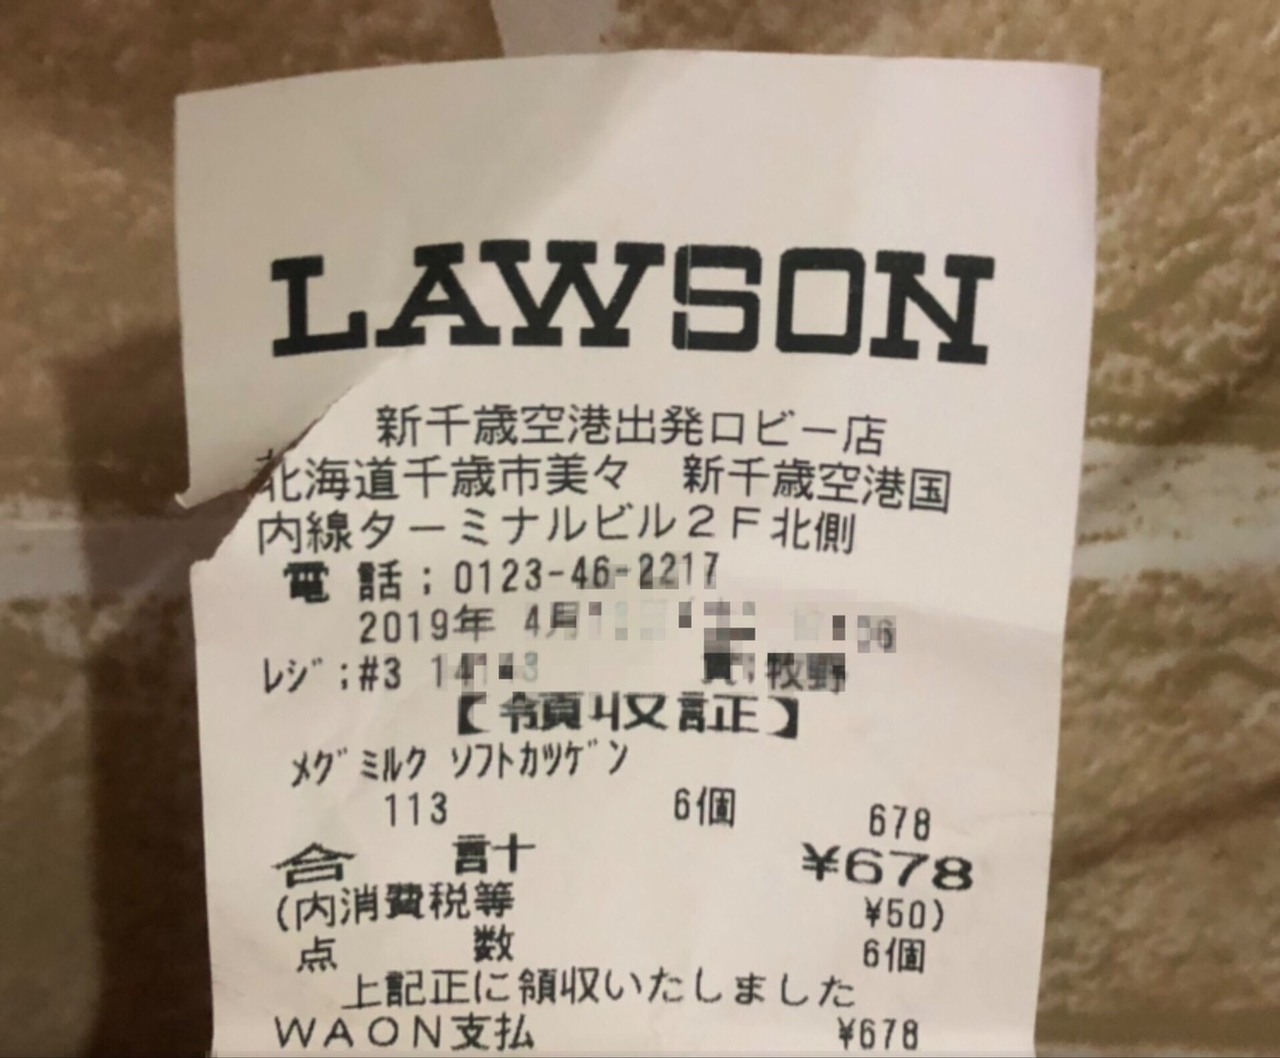 LAWSON
新千歳空港出発ロビー店
北海道千歳市美々　新千歳空港国
内線ターミナルビル２Ｆ北側
電　話；0123-46-2217
2019年 4月
ﾚｼﾞ;#3
【領収証】
ﾒｸﾞﾐﾙｸ ｿﾌﾄｶﾂｹﾞﾝ
113 6個 678
合　計 ¥678
(内消費税等 ¥50)
点　数 6個
上記正に領収いたしました
ＷＡＯＮ支払 ¥678